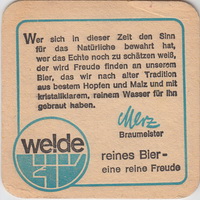 Wer sich in dieser Zeit den Sinn
für das Natürliche bewahrt hat,
wer das Echte noch zu schätzen weiß,
der wird Freude finden an unserem
Bier, das wir nach alter Tradition
aus bestem Hopfen und Malz und mit
kristallklarem, reinem Wasser für Ihn
gebraut haben.
Merz
Braumeister
welde
reines Bier-
eine reine Freude